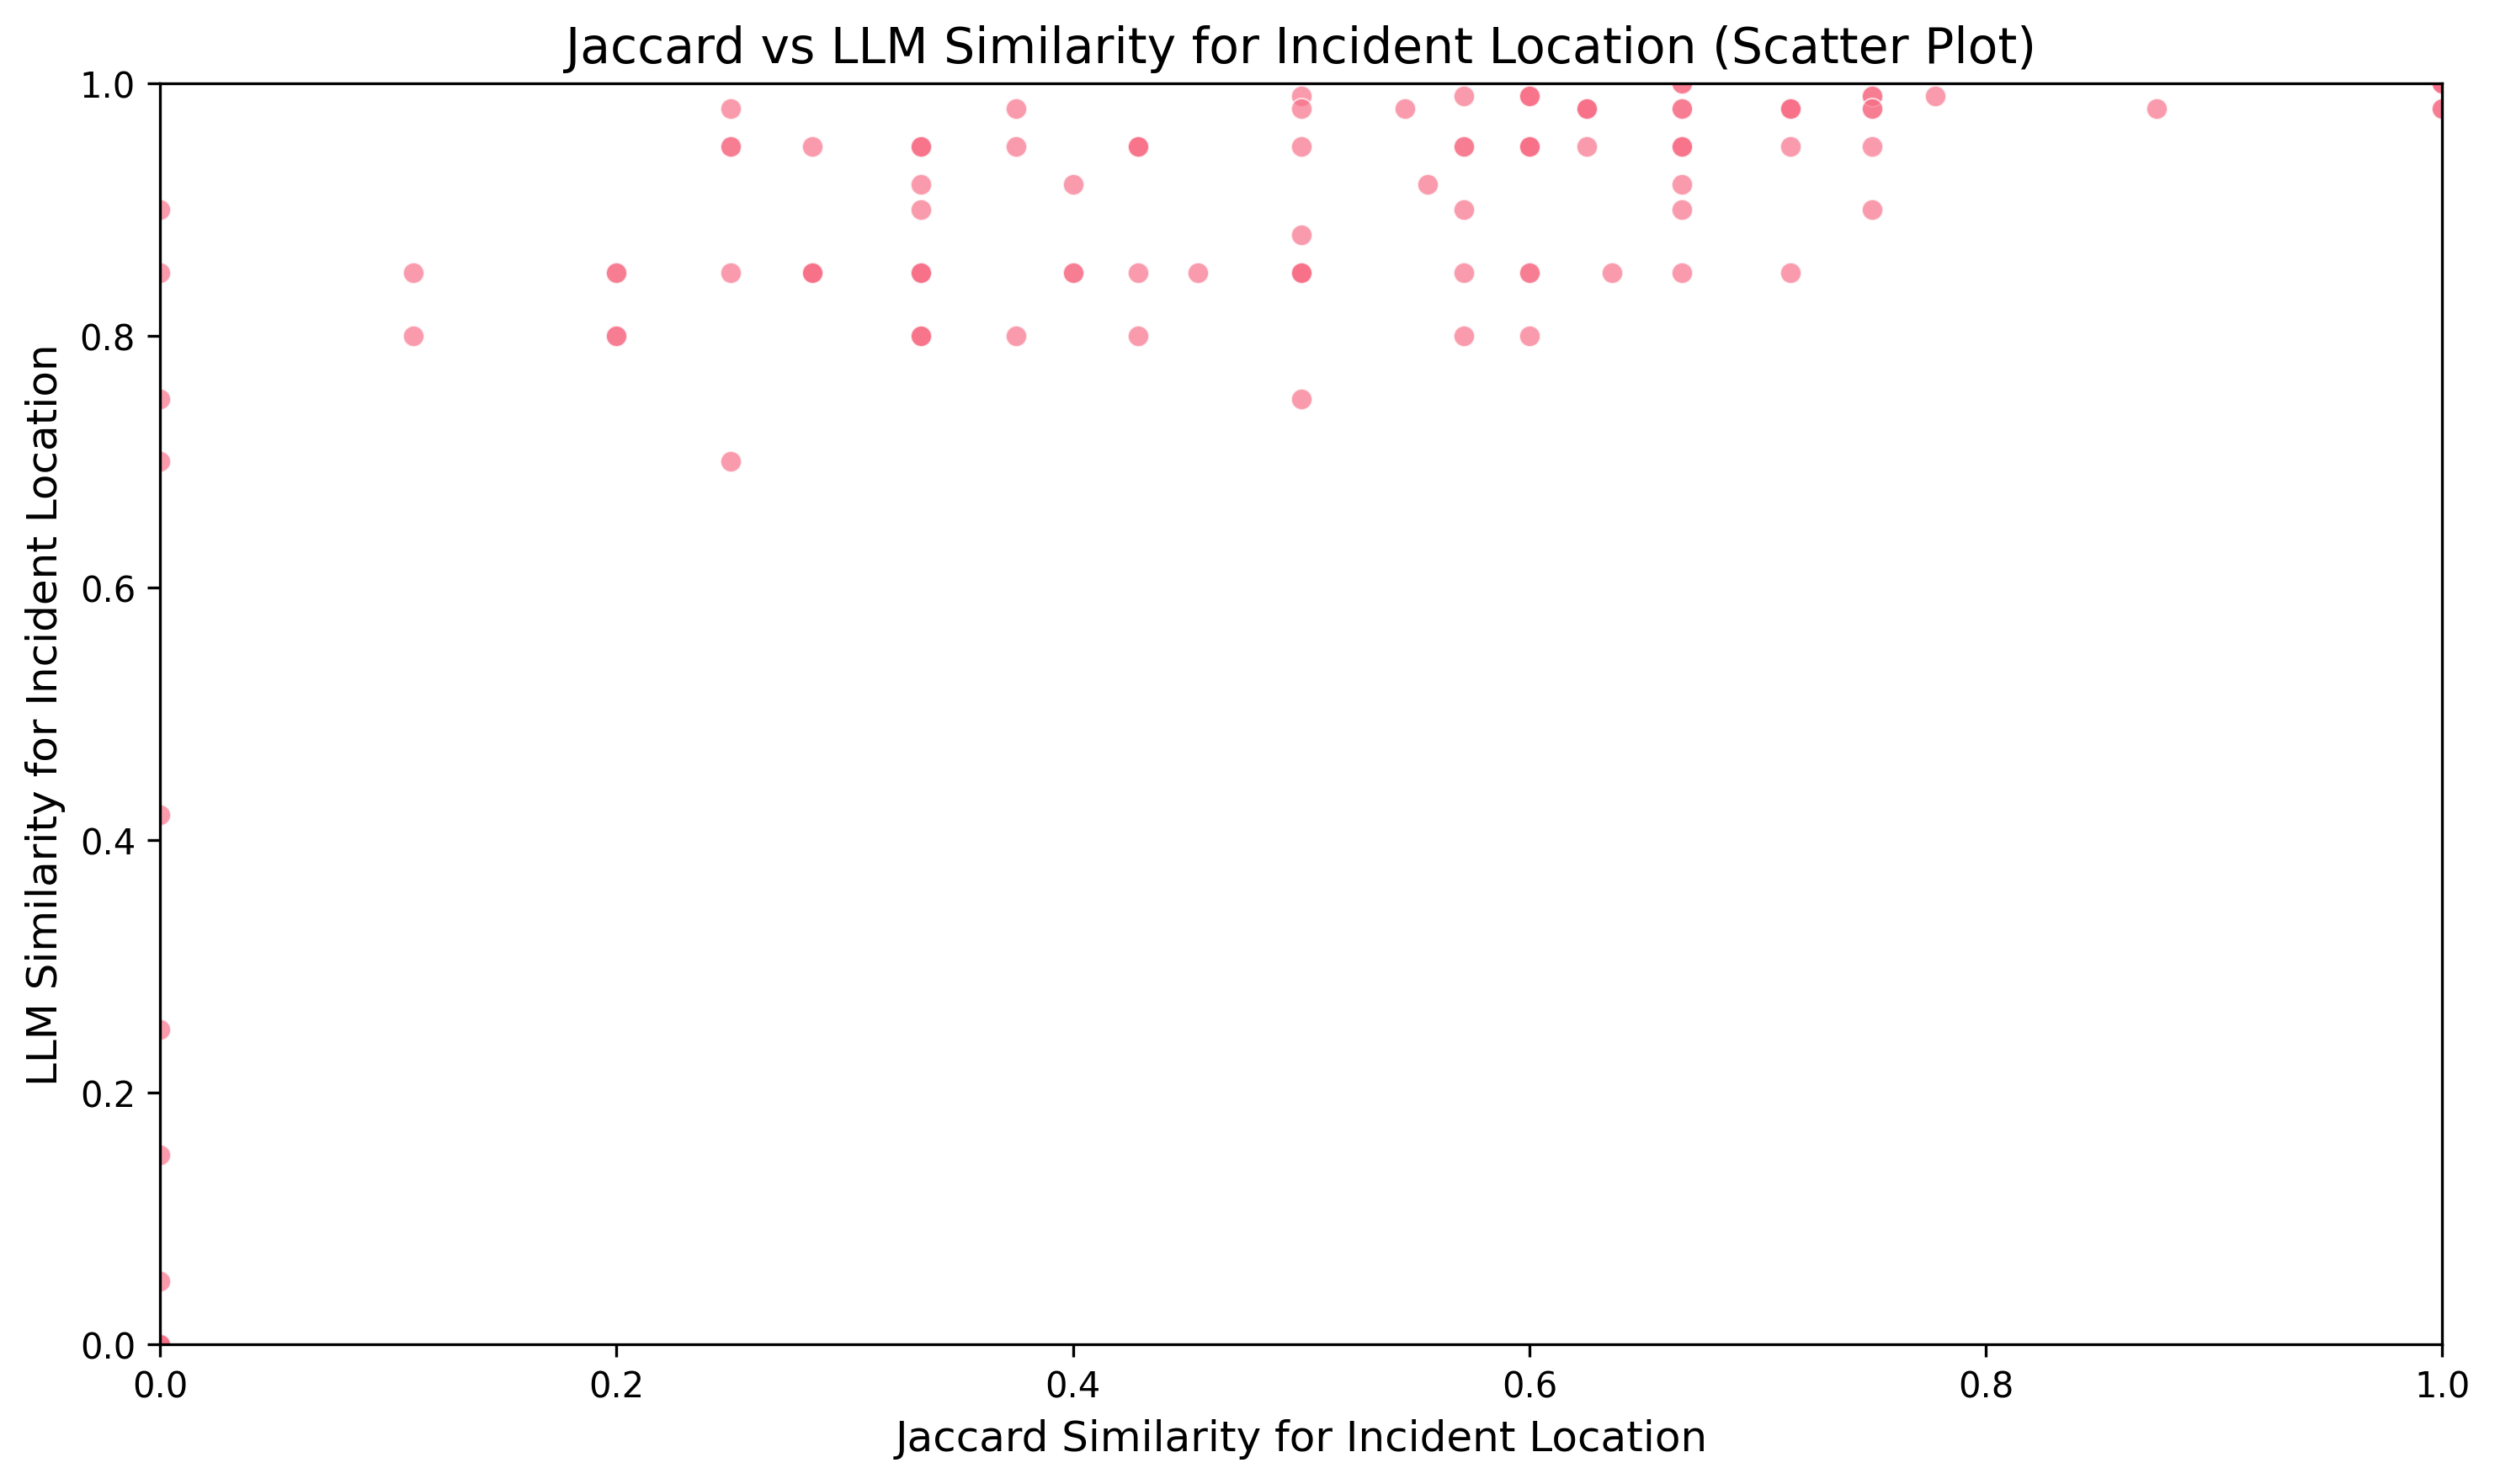 Jaccard vs LLM Similarity for Incident Location (Scatter Plot)
LLM Similarity for Incident Location
1.0
0.8
0.6
0.4
0.2
0.0
0.0 0.2 0.4 0.6 0.8 1.0
Jaccard Similarity for Incident Location